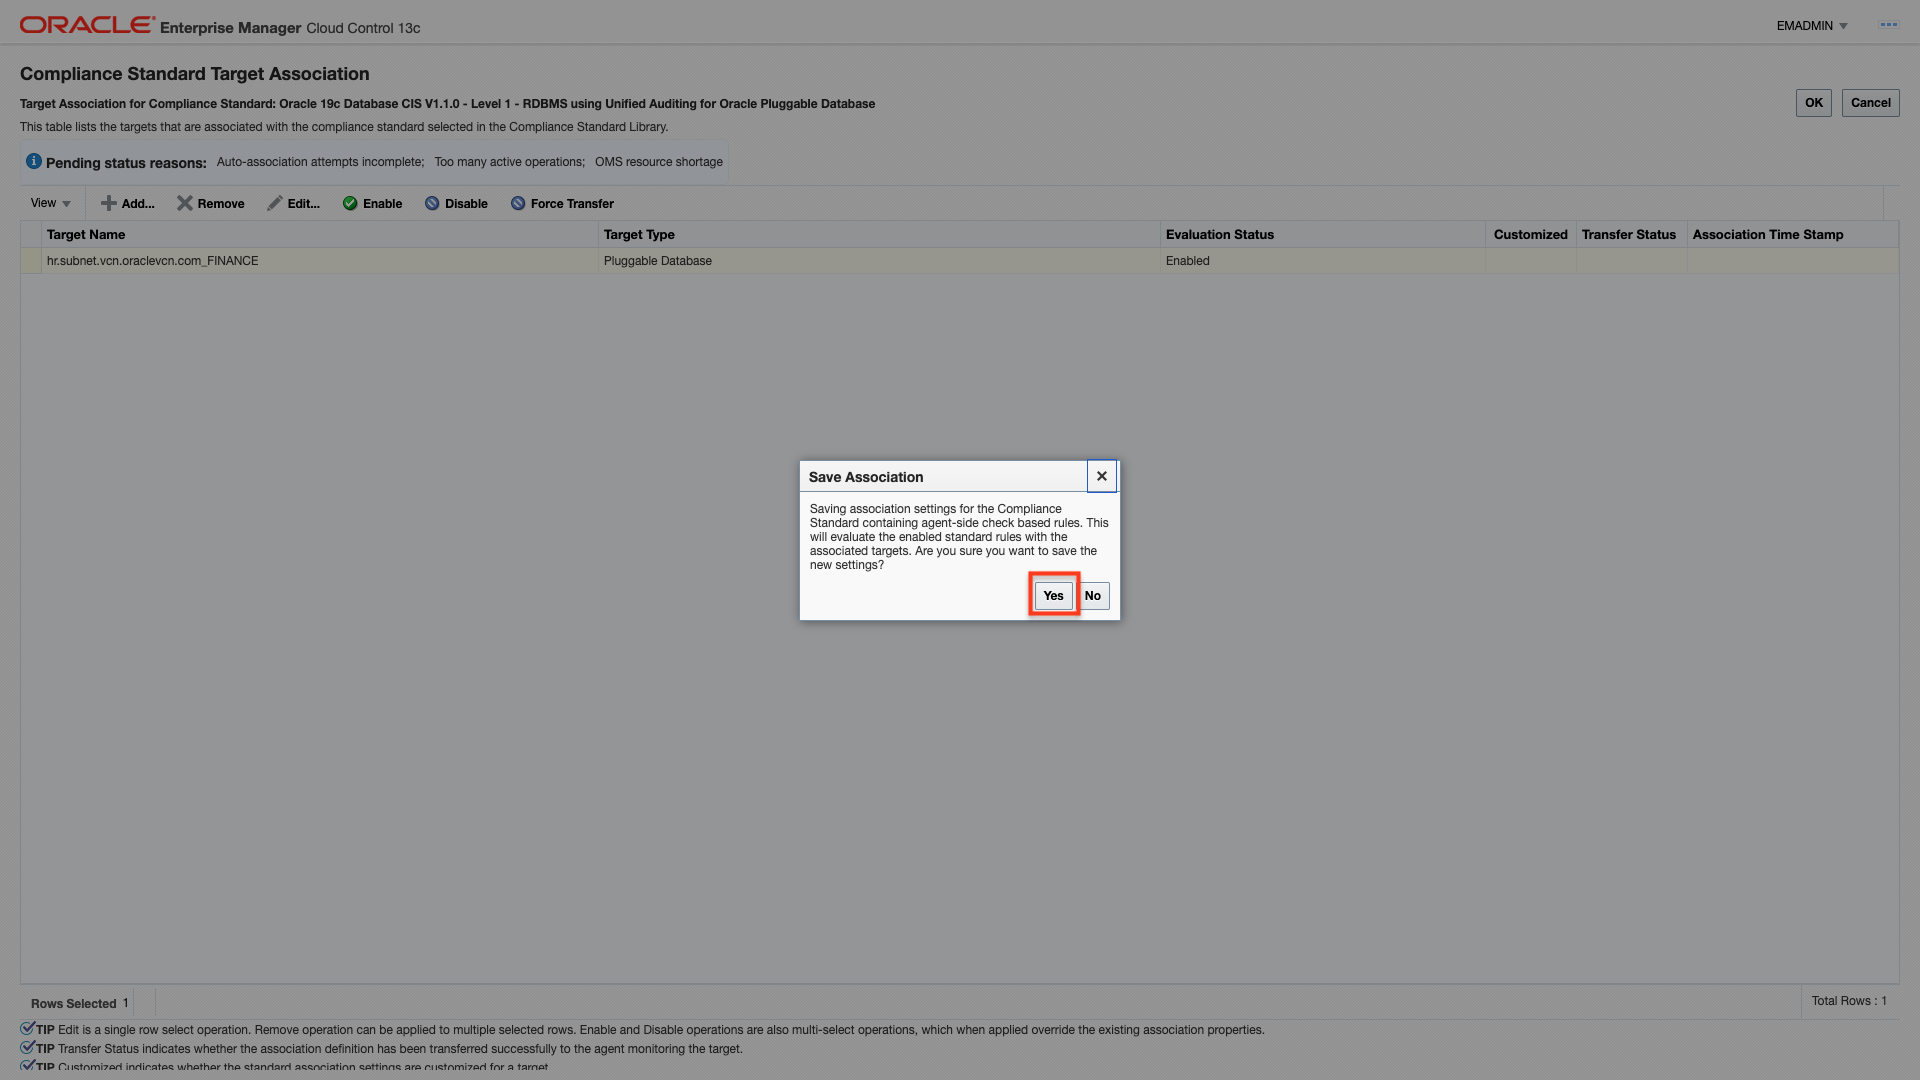 ORACLE Enterprise Manager Cloud Control 13c
EMADMIN
Compliance Standard Target Association
Target Association for Compliance Standard: Oracle 19c Database CIS V1.1.0 - Level 1 - RDBMS using Unified Auditing for Oracle Pluggable Database
OK Cancel
This table lists the targets that are associated with the compliance standard selected in the Compliance Standard Library.
Pending status reasons: Auto-association attempts incomplete; Too many active operations; OMS resource shortage
View Add... Remove Edit... Enable Disable Force Transfer
Target Name Target Type Evaluation Status Customized Transfer Status Association Time Stamp
hr.subnet.vcn.oraclevcn.com_FINANCE Pluggable Database Enabled
Save Association
Saving association settings for the Compliance
Standard containing agent-side check based rules. This
will evaluate the enabled standard rules with the
associated targets. Are you sure you want to save the
new settings?
Yes No
Rows Selected 1
Total Rows : 1
TIP Edit is a single row select operation. Remove operation can be applied to multiple selected rows. Enable and Disable operations are also multi-select operations, which when applied override the existing association properties.
TIP Transfer Status indicates whether the association definition has been transferred successfully to the agent monitoring the target.
TIP Customized indicates whether the standard association settings are customized for a target